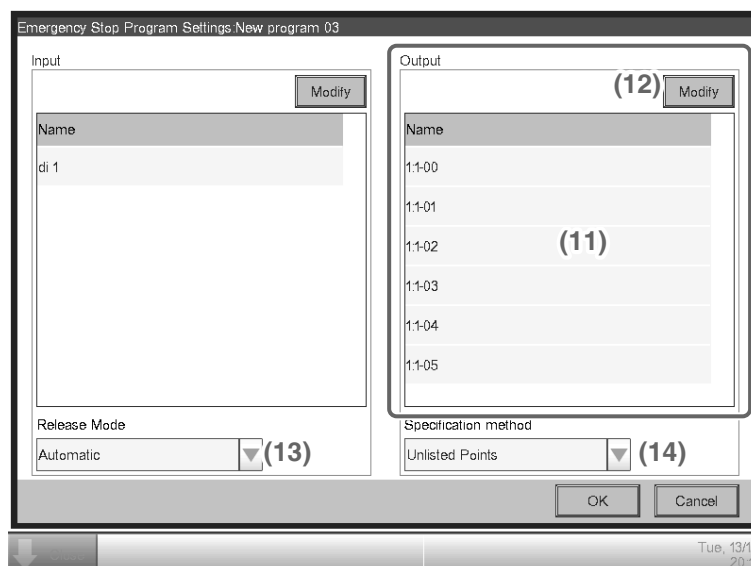 Emergency Stop Program Settings:New program 03
Input
Modify
Name
di 1
Release Mode
Automatic
(13)
Output
(12)
Modify
Name
1:1-00
1:1-01
1:1-02
(11)
1:1-03
1:1-04
1:1-05
Specification method
Unlisted Points
(14)
OK
Cancel
Tue, 13/1